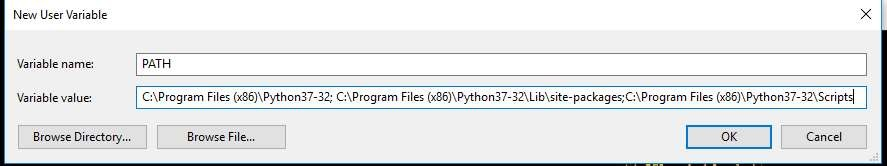 New User Variable
Variable name: PATH
Variable value: C:\Program Files (x86)\Python37-32; C:\Program Files (x86)\Python37-32\Lib\site-packages;C:\Program Files (x86)\Python37-32\Scripts
Browse Directory... Browse File... OK Cancel